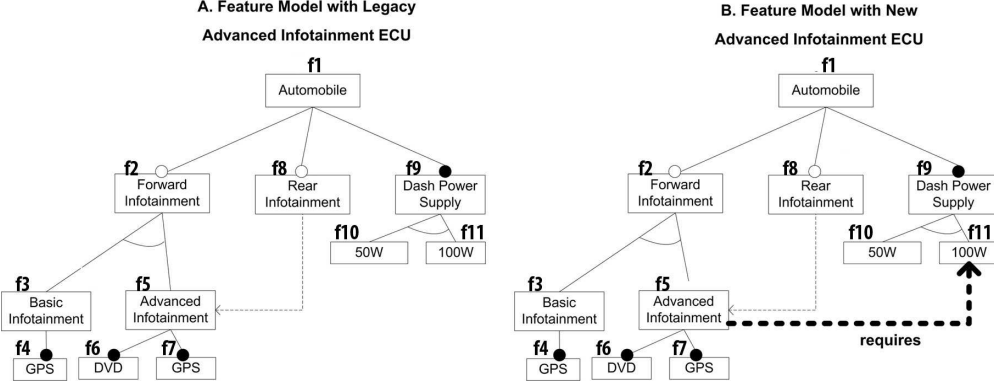 A. Feature Model with Legacy
Advanced Infotainment ECU
f1
Automobile
f2
Forward
Infotainment
f8
Rear
Infotainment
f9
Dash Power
Supply
f10
50W
f11
100W
f3
Basic
Infotainment
f5
Advanced
Infotainment
f4
GPS
f6
DVD
f7
GPS
B. Feature Model with New
Advanced Infotainment ECU
f1
Automobile
f2
Forward
Infotainment
f8
Rear
Infotainment
f9
Dash Power
Supply
f10
50W
f11
100W
f3
Basic
Infotainment
f5
Advanced
Infotainment
requires
f4
GPS
f6
DVD
f7
GPS